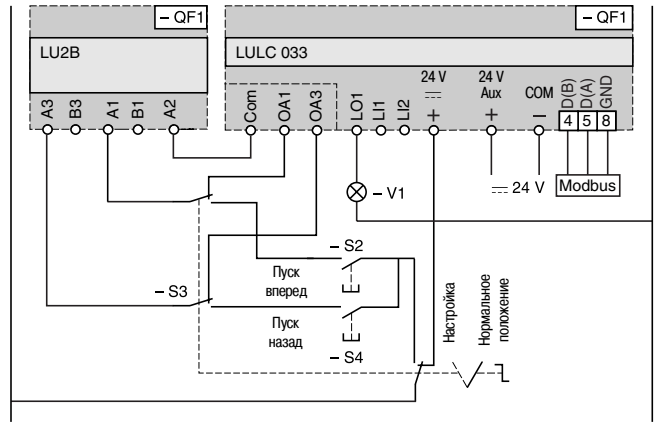 – QF1
– QF1
LU2B
LULC 033
A3
B3
A1
B1
A2
Com
OA1
OA3
LO1
LI1
LI2
24 V
+
24 V
Aux
+
COM
–
D(B)
D(A)
GND
4
5
8
– V1
24 V
Modbus
– S2
Пуск
вперед
– S3
Пуск
назад
– S4
Настройка
Нормальное
положение